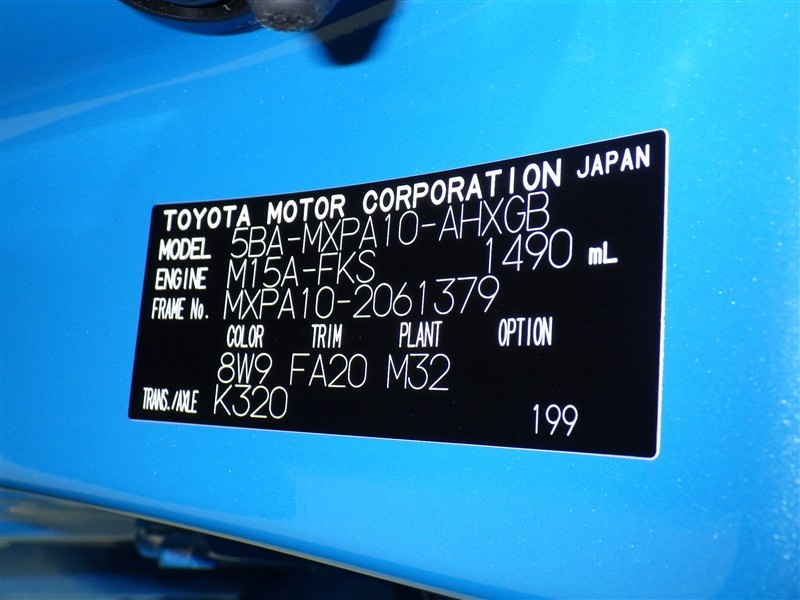 TOYOTA MOTOR CORPORATION JAPAN
MODEL 5BA-MXPA10-AHXGB
ENGINE M15A-FKS 1490 mL
FRAME No. MXPA10-2061379
COLOR TRIM PLANT OPTION
8W9 FA20 M32
TRANS./AXLE K320
199